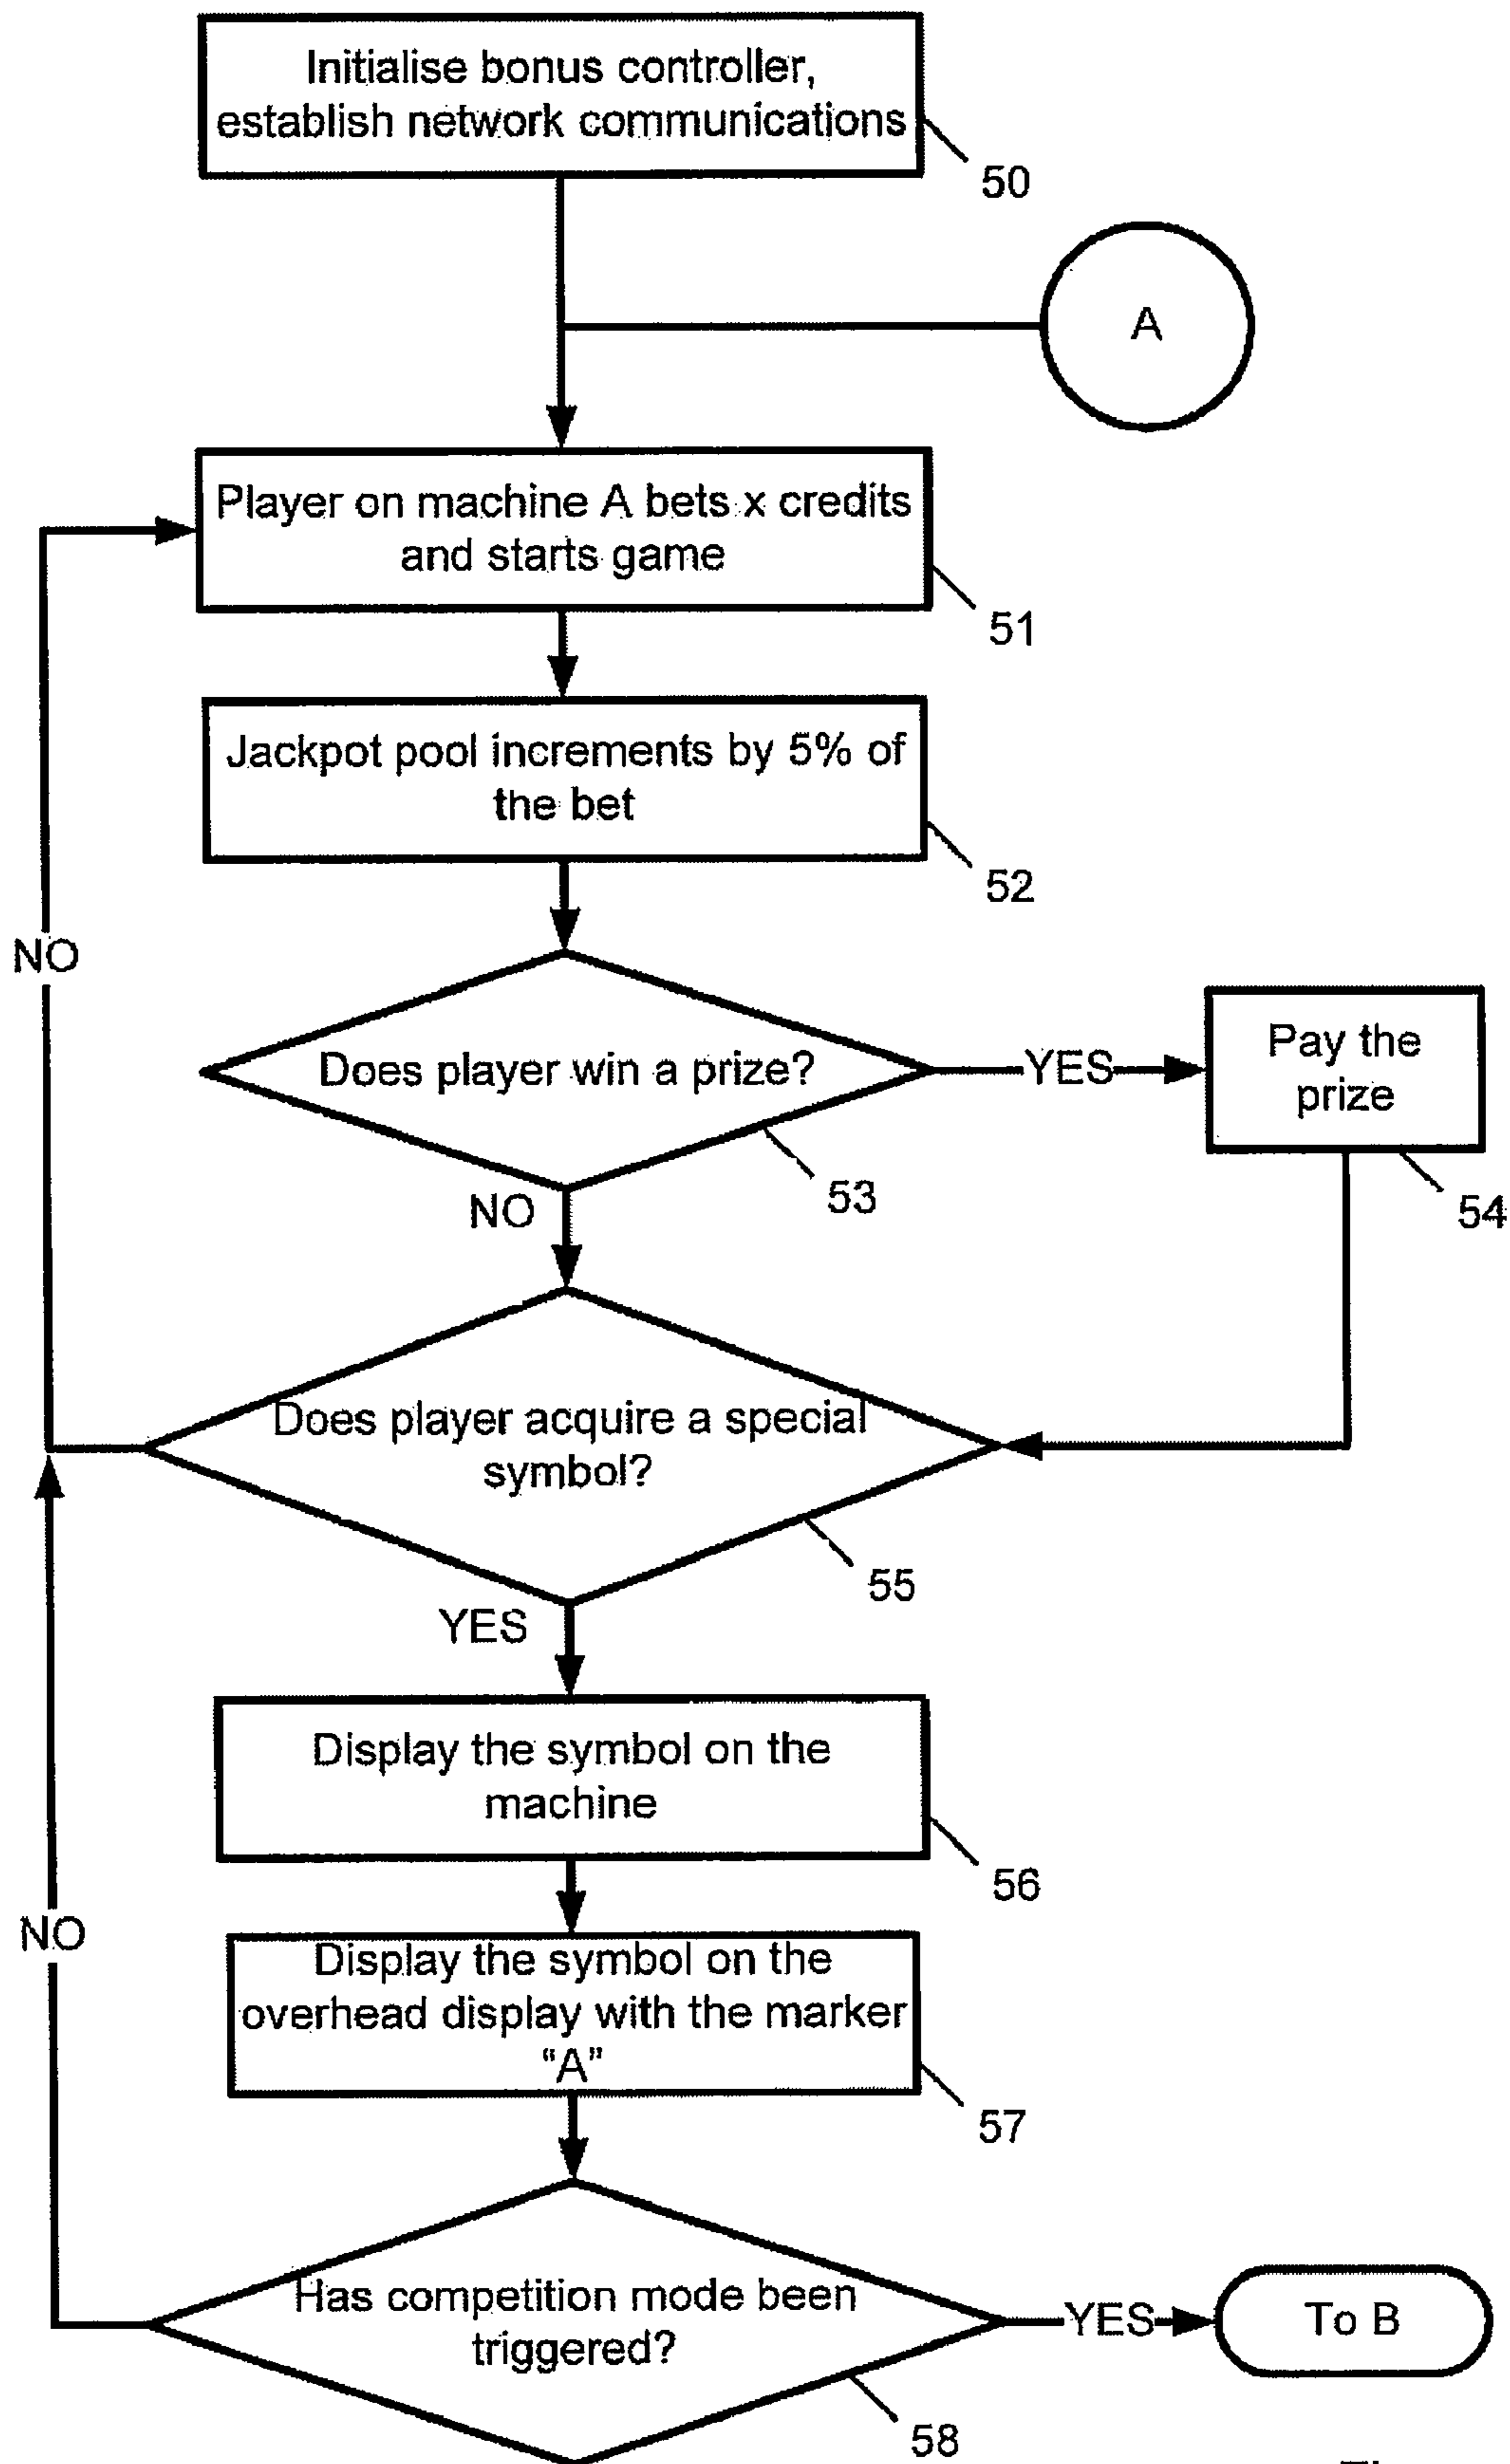 Initialise bonus controller,
establish network communications
50
A
Player on machine A bets x credits
and starts game
51
Jackpot pool increments by 5% of
the bet
52
NO
Does player win a prize?
YES
Pay the
prize
53
54
NO
Does player acquire a special
symbol?
55
YES
Display the symbol on the
machine
56
NO
Display the symbol on the
overhead display with the marker
“A”
57
Has competition mode been
triggered?
YES
To B
58